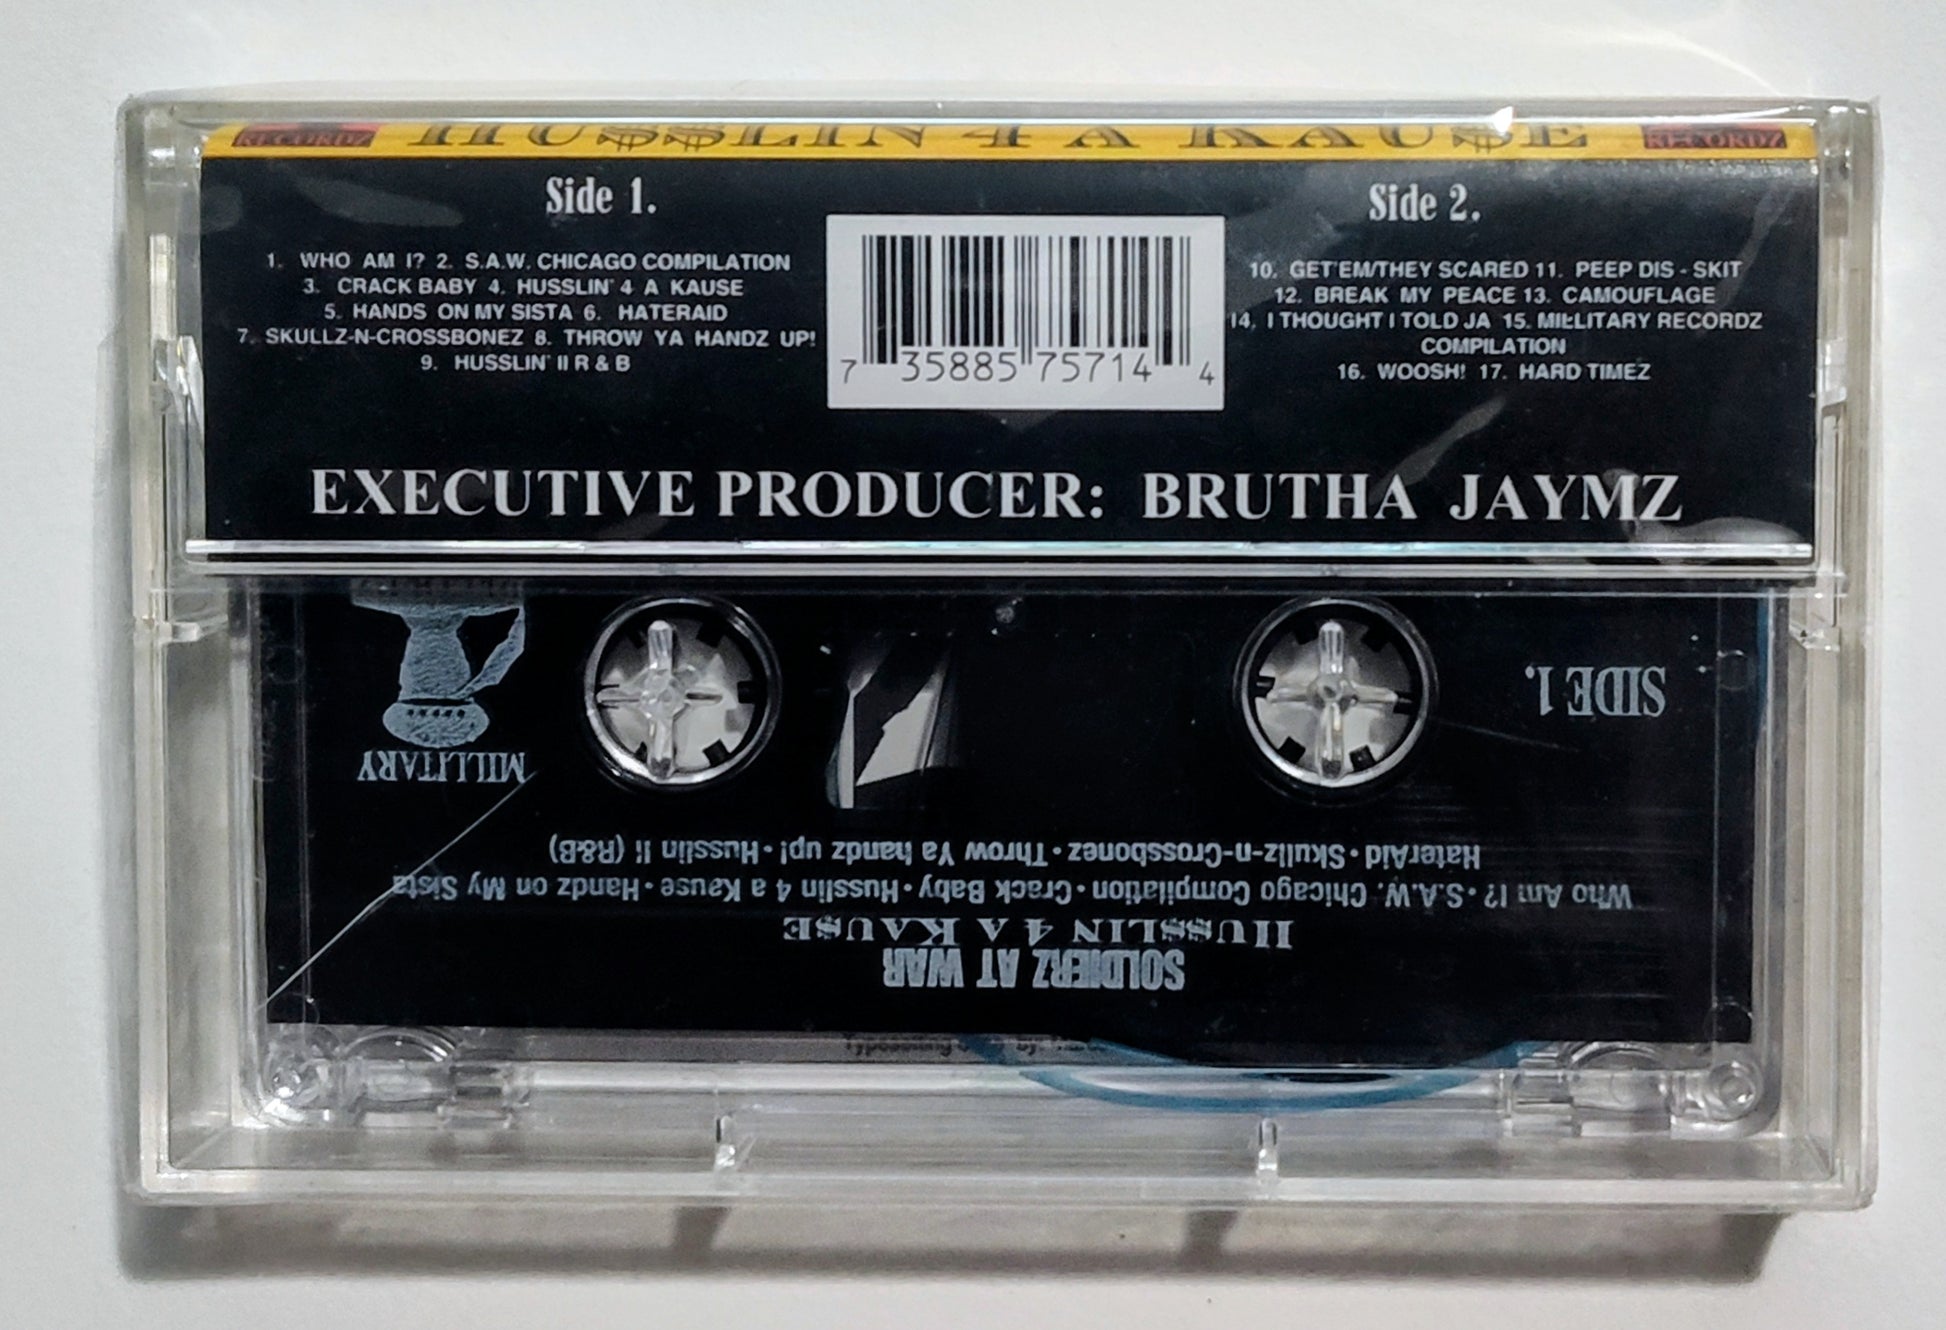 RECORDZ HU$$LIN 4 A KAU$E RECORDZ
Side 1.
1. WHO AM I? 2. S.A.W. CHICAGO COMPILATION
3. CRACK BABY 4. HUSSLIN' 4 A KAUSE
5. HANDS ON MY SISTA 6. HATERAID
7. SKULLZ-N-CROSSBONEZ 8. THROW YA HANDZ UP!
9. HUSSLIN' II R & B
7 35885 75714 4
Side 2.
10. GET'EM/THEY SCARED 11. PEEP DIS - SKIT
12. BREAK MY PEACE 13. CAMOUFLAGE
14. I THOUGHT I TOLD JA 15. MILLITARY RECORDZ
COMPILATION
16. WOOSH! 17. HARD TIMEZ
EXECUTIVE PRODUCER: BRUTHA JAYMZ
SOLDIERZ AT WAR
HU$$LIN 4 A KAU$E
Who Am I? • S.A.W. Chicago Compilation • Crack Baby • Husslin 4 a Kause • Handz on My Sista
HaterAid • Skullz-n-Crossbonez • Throw Ya handz up! • Husslin II (R&B)
MILLITARY
SIDE 1.
Typesetting